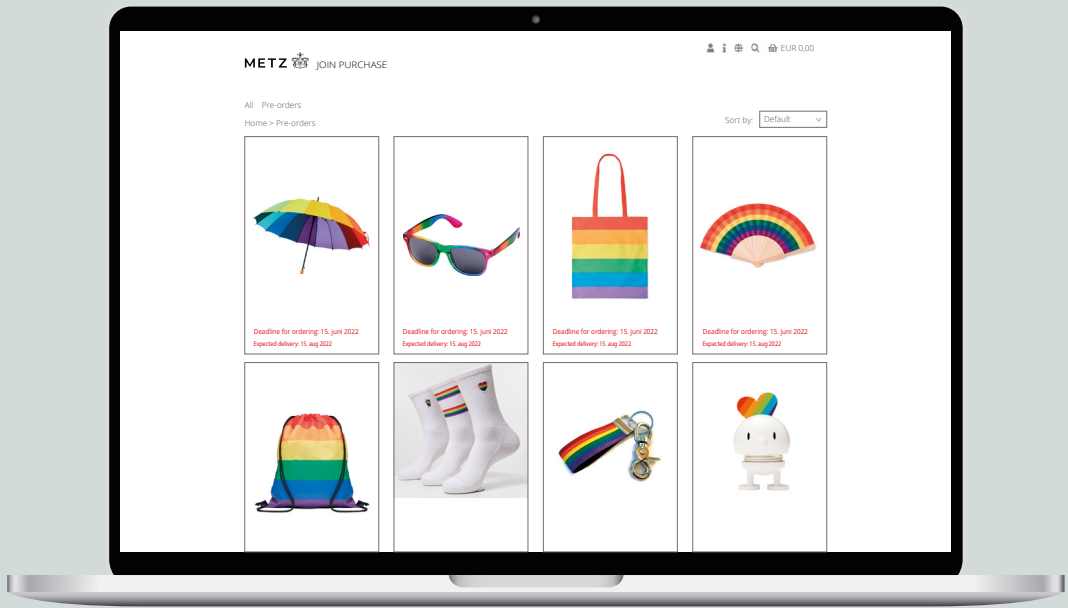 EUR 0,00
METZ JOIN PURCHASE
All Pre-orders
Home > Pre-orders
Sort by: Default
Deadline for ordering: 15. juni 2022
Expected delivery: 15. aug 2022
Deadline for ordering: 15. juni 2022
Expected delivery: 15. aug 2022
Deadline for ordering: 15. juni 2022
Expected delivery: 15. aug 2022
Deadline for ordering: 15. juni 2022
Expected delivery: 15. aug 2022